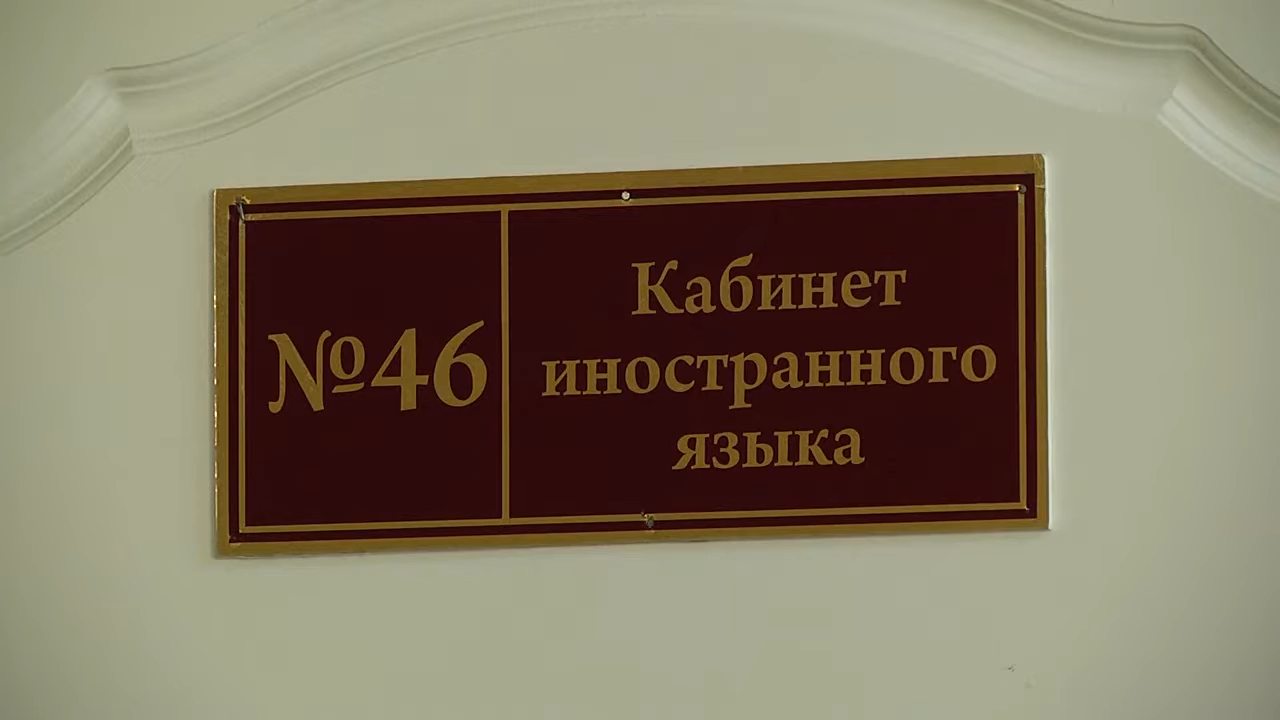 №46
Кабинет
иностранного
языка